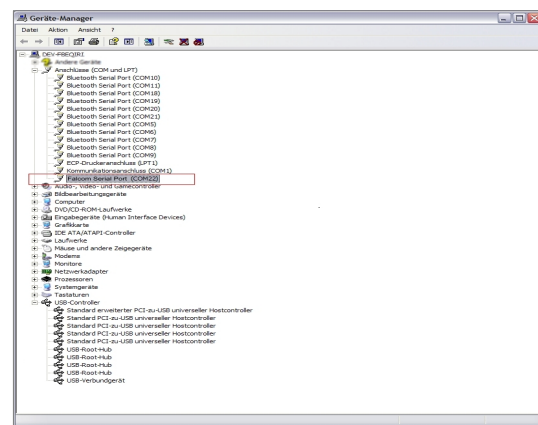 Geräte-Manager
Datei Aktion Ansicht ?
DEV-FBEQIRI
Andere Geräte
Anschlüsse (COM und LPT)
Bluetooth Serial Port (COM10)
Bluetooth Serial Port (COM11)
Bluetooth Serial Port (COM18)
Bluetooth Serial Port (COM19)
Bluetooth Serial Port (COM20)
Bluetooth Serial Port (COM21)
Bluetooth Serial Port (COM5)
Bluetooth Serial Port (COM6)
Bluetooth Serial Port (COM7)
Bluetooth Serial Port (COM8)
Bluetooth Serial Port (COM9)
ECP-Druckeranschluss (LPT1)
Kommunikationsanschluss (COM1)
Falcom Serial Port (COM22)
Audio-, Video- und Gamecontroller
Bildbearbeitungsgeräte
Computer
DVD/CD-ROM-Laufwerke
Eingabegeräte (Human Interface Devices)
Grafikkarte
IDE ATA/ATAPI-Controller
Laufwerke
Mäuse und andere Zeigegeräte
Modems
Monitore
Netzwerkadapter
Prozessoren
Systemgeräte
Tastaturen
USB-Controller
Standard erweiterter PCI-zu-USB universeller Hostcontroller
Standard PCI-zu-USB universeller Hostcontroller
Standard PCI-zu-USB universeller Hostcontroller
Standard PCI-zu-USB universeller Hostcontroller
Standard PCI-zu-USB universeller Hostcontroller
USB-Root-Hub
USB-Root-Hub
USB-Root-Hub
USB-Root-Hub
USB-Root-Hub
USB-Verbundgerät